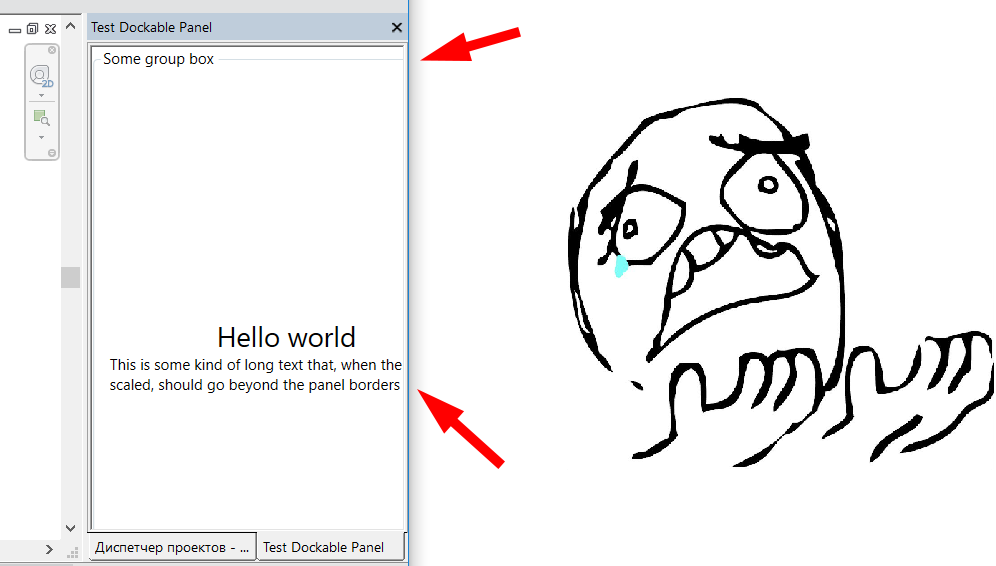 Test Dockable Panel
Some group box
2D
Hello world
This is some kind of long text that, when the
scaled, should go beyond the panel borders
Диспетчер проектов - ...
Test Dockable Panel